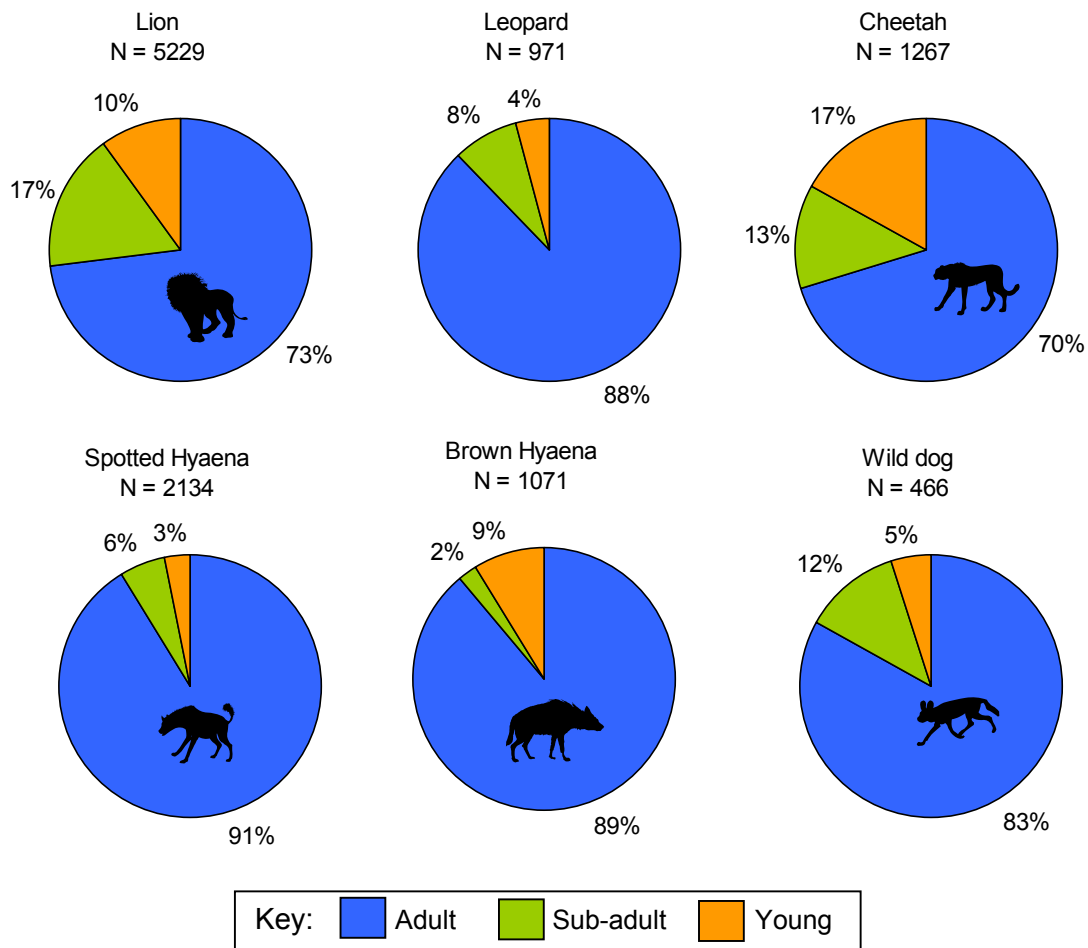 Lion
N = 5229
10%
17%
73%
Leopard
N = 971
8%
4%
88%
Cheetah
N = 1267
17%
13%
70%
Spotted Hyaena
N = 2134
6%
3%
91%
Brown Hyaena
N = 1071
2%
9%
89%
Wild dog
N = 466
12%
5%
83%
Key: Adult Sub-adult Young